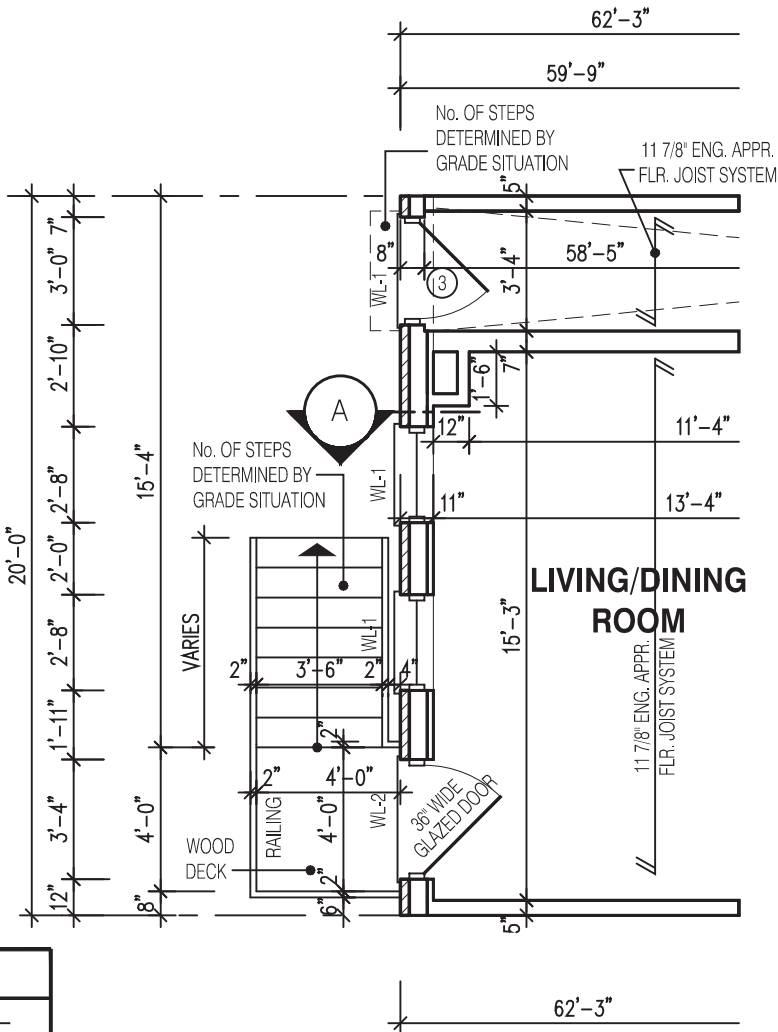 62'-3"
59'-9"
No. OF STEPS
DETERMINED BY
GRADE SITUATION
11 7/8" ENG. APPR.
FLR. JOIST SYSTEM
5"
7"
3'-0"
8"
58'-5"
3'-4"
WL-1
3
2'-10"
7"
1'-6"
A
12"
11'-4"
15'-4"
No. OF STEPS
DETERMINED BY
GRADE SITUATION
WL-1
2'-8"
11"
13'-4"
20'-0"
2'-0"
LIVING/DINING
ROOM
VARIES
WL-1
2'-8"
2"
3'-6"
2"
4"
15'-3"
11 7/8" ENG. APPR.
FLR. JOIST SYSTEM
1'-11"
2"
2"
4'-0"
3'-4"
4'-0"
RAILING
4'-0"
WL-2
36" WIDE
GLAZED DOOR
WOOD
DECK
2"
12"
8"
6"
5"
62'-3"